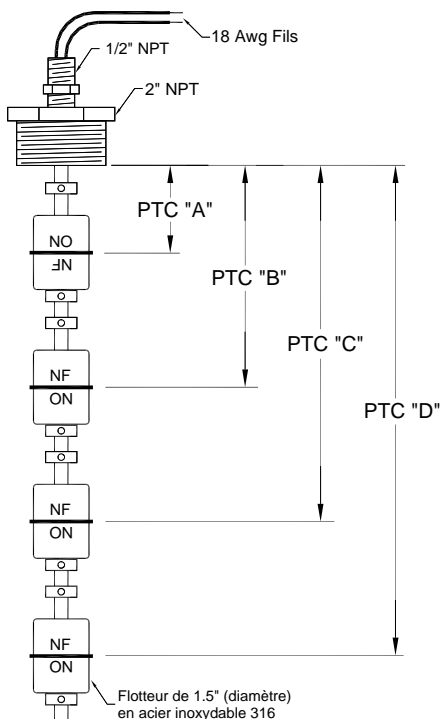 18 Awg Fils
1/2" NPT
2" NPT
PTC "A"
NO
NF
PTC "B"
PTC "C"
NF
ON
PTC "D"
NF
ON
NF
ON
Flotteur de 1.5" (diamètre)
en acier inoxydable 316